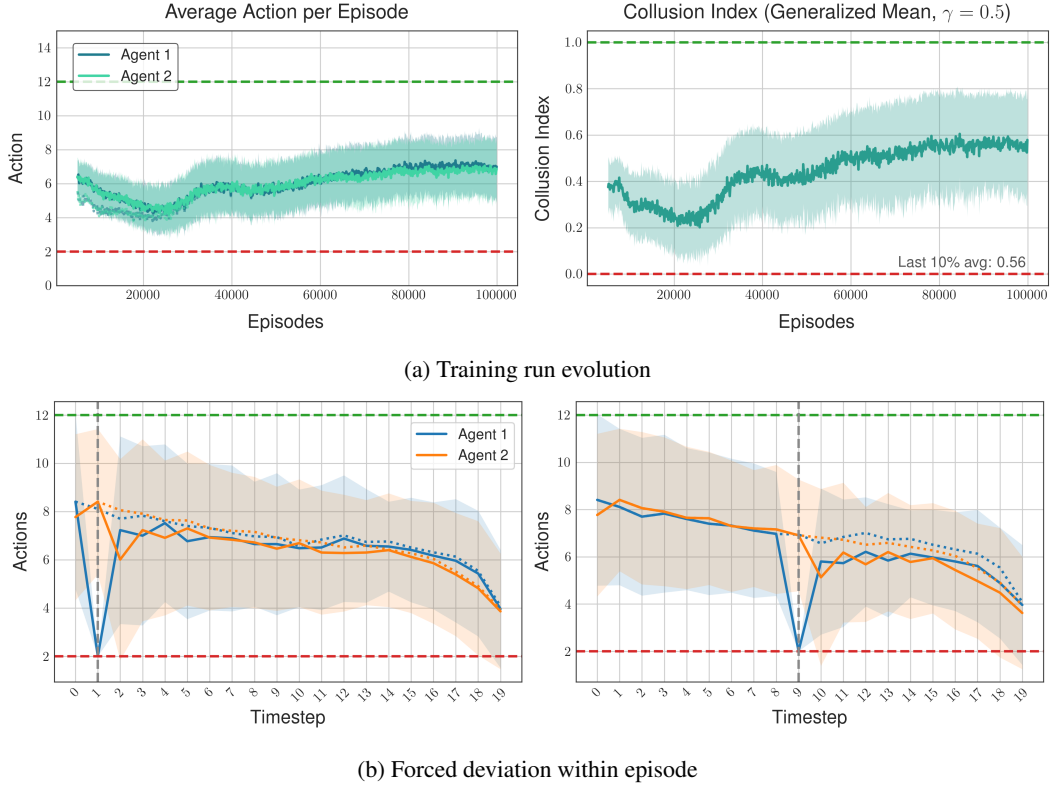 Average Action per Episode
Collusion Index (Generalized Mean, γ = 0.5)
Agent 1
Agent 2
14
12
10
8
6
4
2
0
Action
20000 40000 60000 80000 100000
Episodes
1.0
0.8
0.6
0.4
0.2
0.0
Collusion Index
Last 10% avg: 0.56
20000 40000 60000 80000 100000
Episodes
(a) Training run evolution
Agent 1
Agent 2
12
10
8
6
4
2
Actions
0 1 2 3 4 5 6 7 8 9 10 11 12 13 14 15 16 17 18 19
Timestep
12
10
8
6
4
2
Actions
0 1 2 3 4 5 6 7 8 9 10 11 12 13 14 15 16 17 18 19
Timestep
(b) Forced deviation within episode